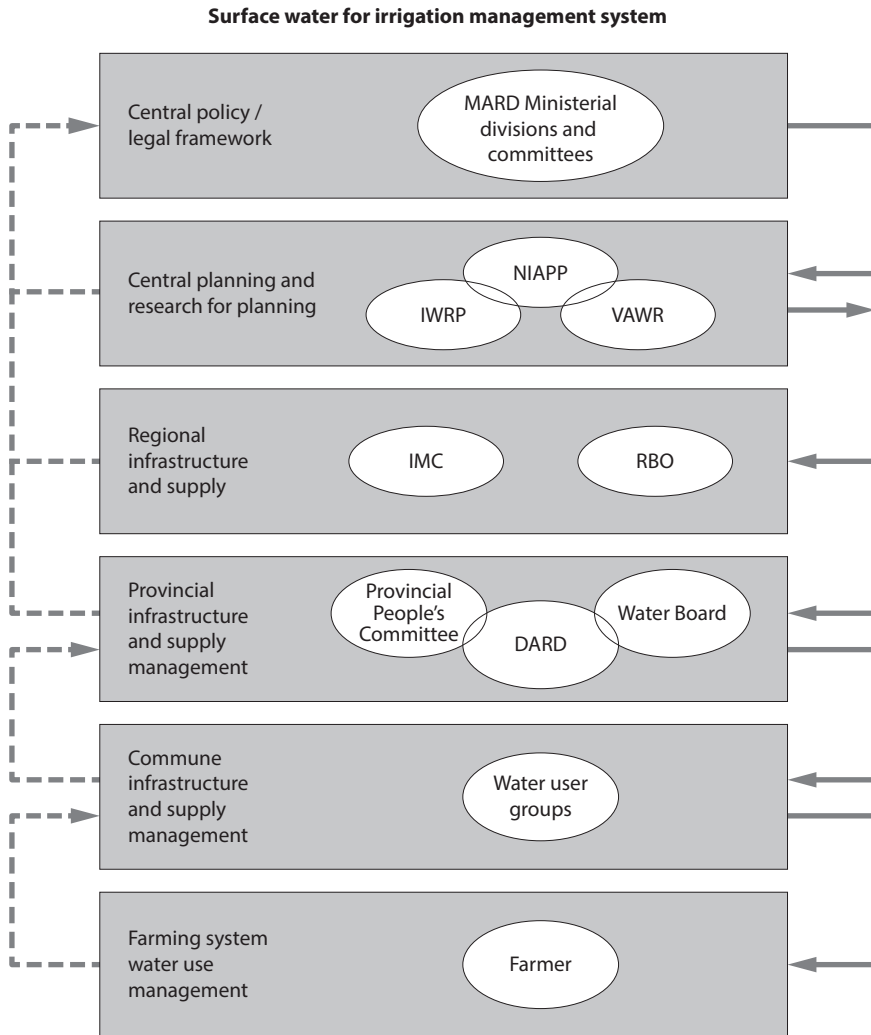 Surface water for irrigation management system
Central policy /
legal framework
MARD Ministerial
divisions and
committees
Central planning and
research for planning
NIAPP
IWRP
VAWR
Regional
infrastructure
and supply
IMC
RBO
Provincial
infrastructure
and supply
management
Provincial
People’s
Committee
DARD
Water Board
Commune
infrastructure
and supply
management
Water user
groups
Farming system
water use
management
Farmer